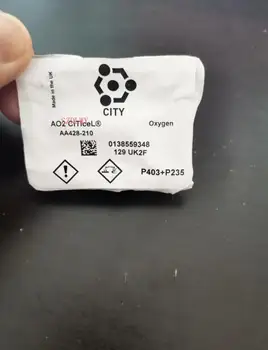 Made in the UK
CITY
AO2 CiTiceL® Oxygen
AA428-210
0138559348
129 UK2F
P403+P235